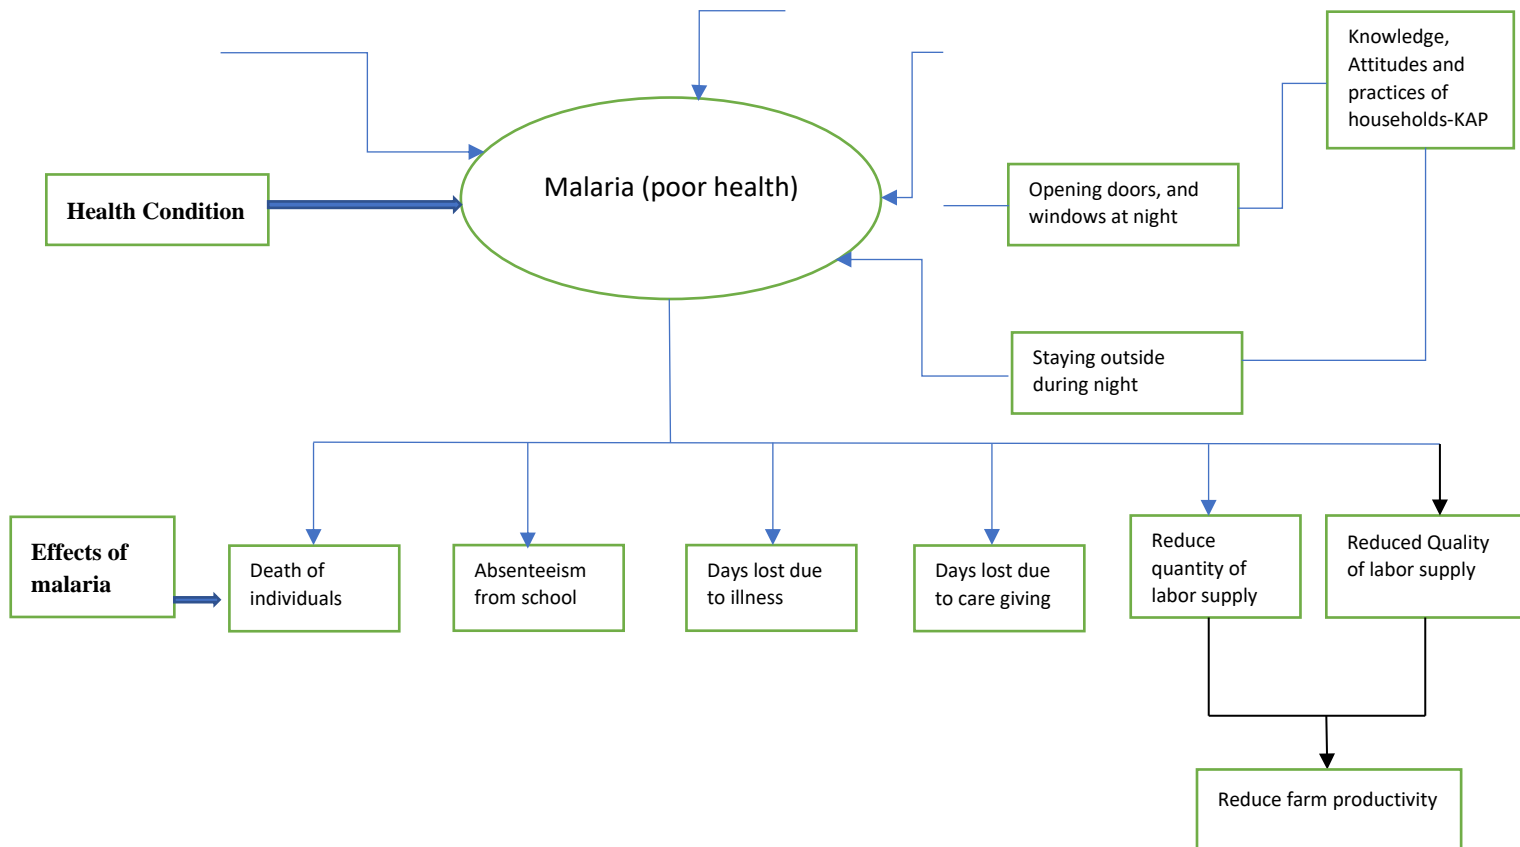 Knowledge,
Attitudes and
practices of
households-KAP
Malaria (poor health)
Opening doors, and
windows at night
Health Condition
Staying outside
during night
Effects of
malaria
Death of
individuals
Absenteeism
from school
Days lost due
to illness
Days lost due
to care giving
Reduce
quantity of
labor supply
Reduced Quality
of labor supply
Reduce farm productivity